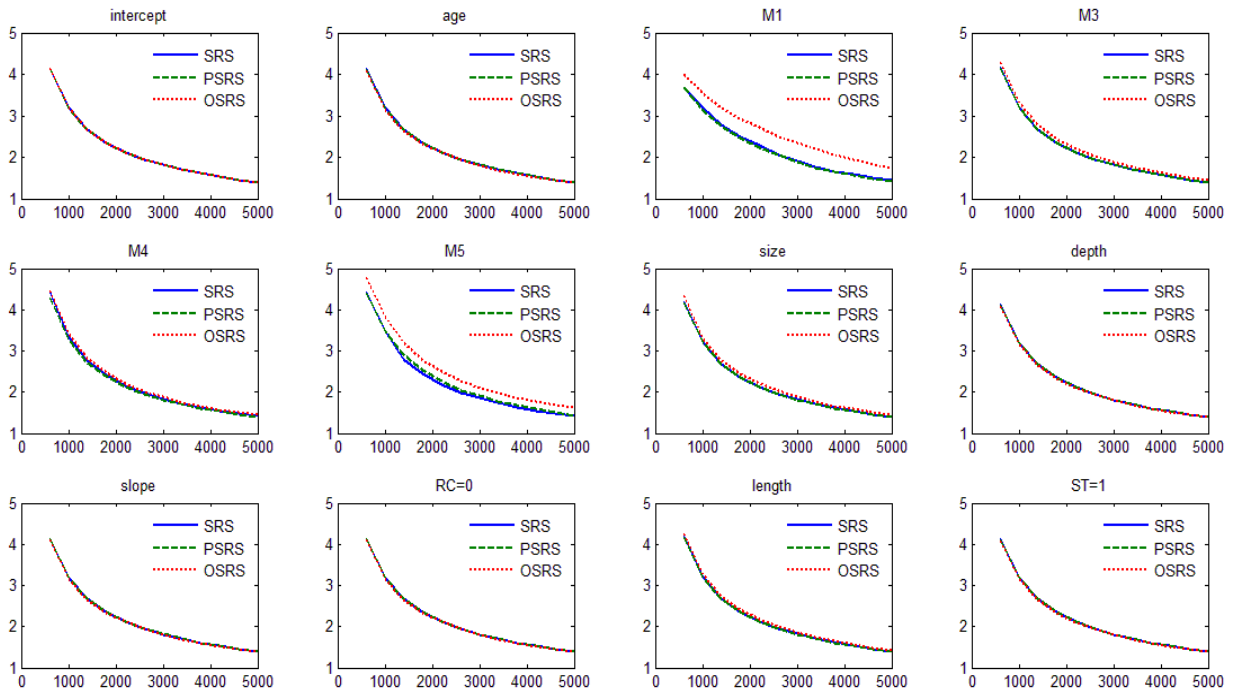 intercept age M1 M3
5 5 5 5
SRS SRS SRS SRS
4 4 4 4
PSRS PSRS PSRS PSRS
OSRS OSRS OSRS OSRS
3 3 3 3
2 2 2 2
1 1 1 1
0 1000 2000 3000 4000 5000 0 1000 2000 3000 4000 5000 0 1000 2000 3000 4000 5000 0 1000 2000 3000 4000 5000
M4 M5 size depth
5 5 5 5
SRS SRS SRS SRS
4 4 4 4
PSRS PSRS PSRS PSRS
OSRS OSRS OSRS OSRS
3 3 3 3
2 2 2 2
1 1 1 1
0 1000 2000 3000 4000 5000 0 1000 2000 3000 4000 5000 0 1000 2000 3000 4000 5000 0 1000 2000 3000 4000 5000
slope RC=0 length ST=1
5 5 5 5
SRS SRS SRS SRS
4 4 4 4
PSRS PSRS PSRS PSRS
OSRS OSRS OSRS OSRS
3 3 3 3
2 2 2 2
1 1 1 1
0 1000 2000 3000 4000 5000 0 1000 2000 3000 4000 5000 0 1000 2000 3000 4000 5000 0 1000 2000 3000 4000 5000